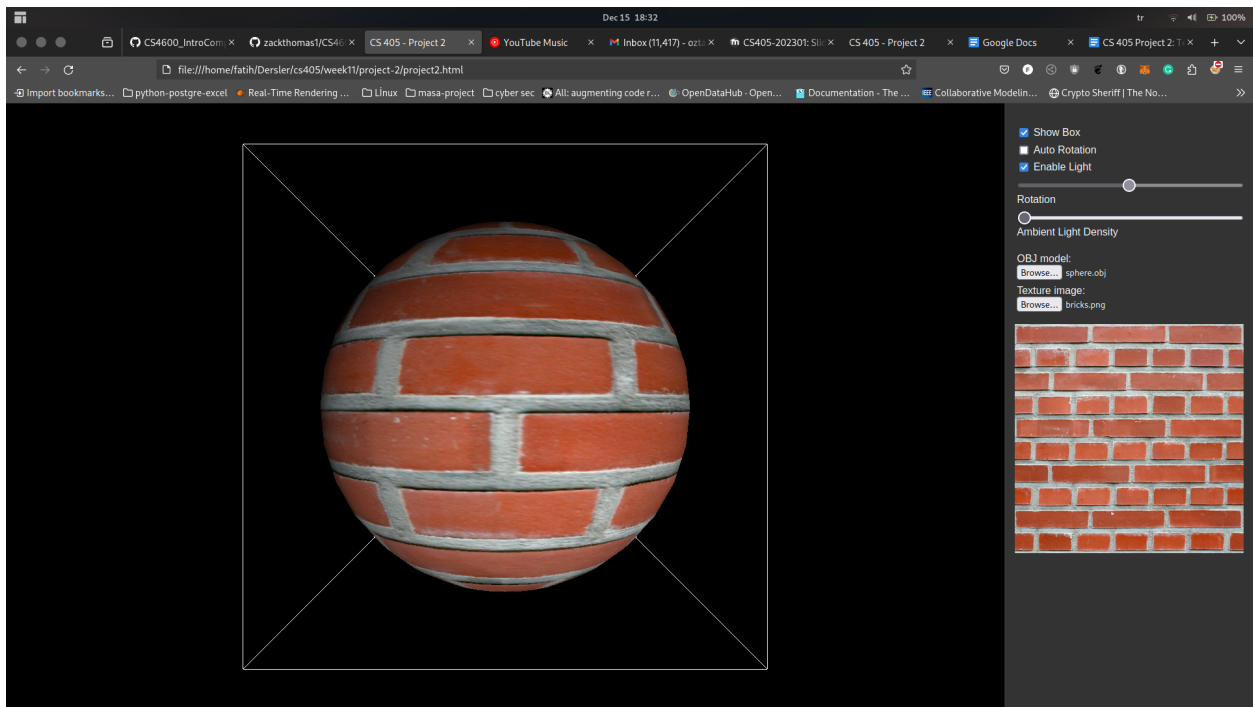 Dec 15 18:32
tr
100%
CS4600_IntroCom
zackthomas1/CS46
CS 405 - Project 2
YouTube Music
Inbox (11,417) - ozta
CS405-202301: Slic
CS 405 - Project 2
Google Docs
CS 405 Project 2: T
file:///home/fatih/Dersler/cs405/week11/project-2/project2.html
Import bookmarks... python-postgre-excel Real-Time Rendering ... Lİnux masa-project cyber sec All: augmenting code r... OpenDataHub - Open... Documentation - The ... Collaborative Modelin... Crypto Sheriff | The No...
Show Box
Auto Rotation
Enable Light
Rotation
Ambient Light Density
OBJ model:
Browse... sphere.obj
Texture image:
Browse... bricks.png